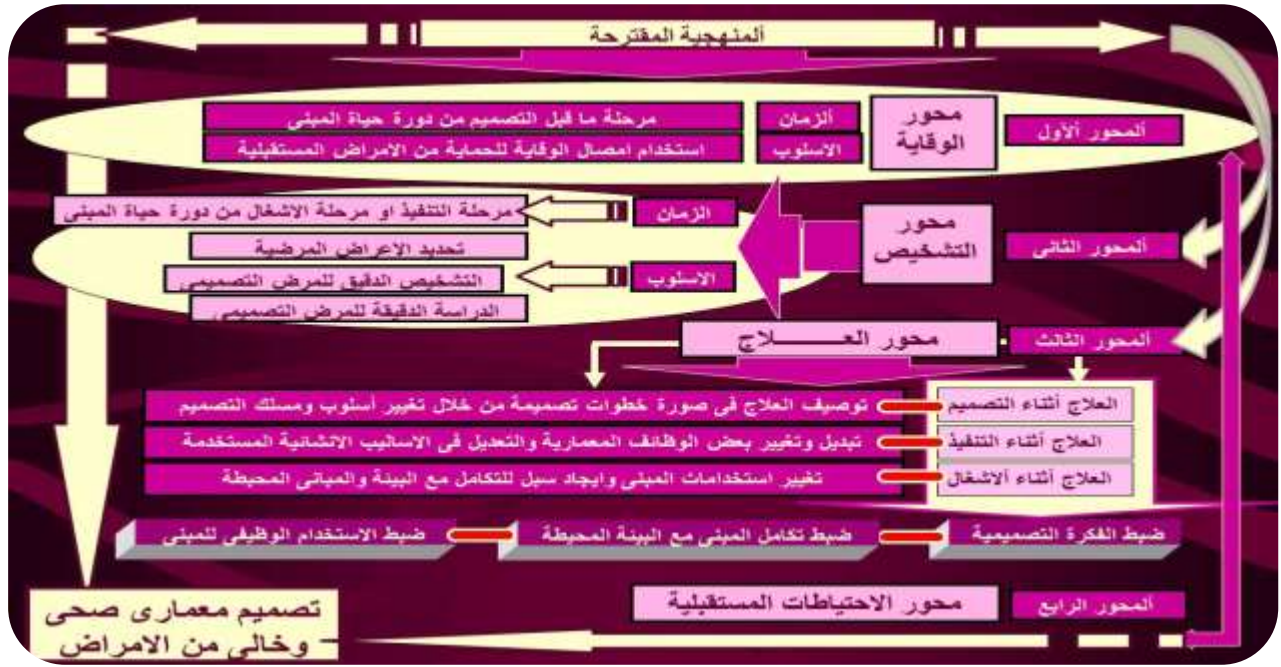 ألمنهجية المقترحة
ألمحور ألأول
محور
الوقاية
ألزمان
مرحلة ما قبل التصميم من دورة حياة المبنى
الاسلوب
استخدام امصال الوقاية للحماية من الامراض المستقبلية
ألمحور الثانى
محور
التشخيص
الزمان
مرحلة التنفيذ او مرحلة الاشغال من دورة حياة المبنى
الاسلوب
تحديد الاعراض المرضية
التشخيص الدقيق للمرض التصميمى
الدراسة الدقيقة للمرض التصميمى
ألمحور الثالث
محور العـــــــلاج
العلاج أثناء التصميم
توصيف العلاج فى صورة خطوات تصميمة من خلال تغيير أسلوب ومسلك التصميم
العلاج أثناء التنفيذ
تبديل وتغيير بعض الوظائف المعمارية والتعديل فى الاساليب الانشائية المستخدمة
العلاج أثناء ألاشغال
تغيير استخدامات المبنى وايجاد سبل للتكامل مع البيئة والمبانى المحيطة
ضبط الفكرة التصميمية
ضبط تكامل المبنى مع البيئة المحيطة
ضبط الاستخدام الوظيفى للمبنى
ألمحور الرابع
محور الاحتياطات المستقبلية
تصميم معمارى صحى
وخالى من الامراض